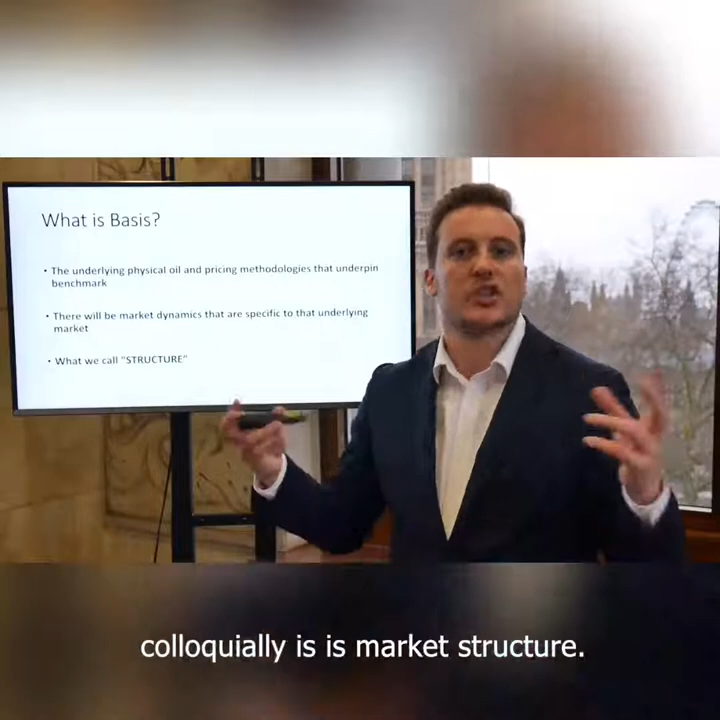 What is Basis?
• The underlying physical oil and pricing methodologies that underpin
benchmark
• There will be market dynamics that are specific to that underlying
market
• What we call "STRUCTURE"
colloquially is is market structure.